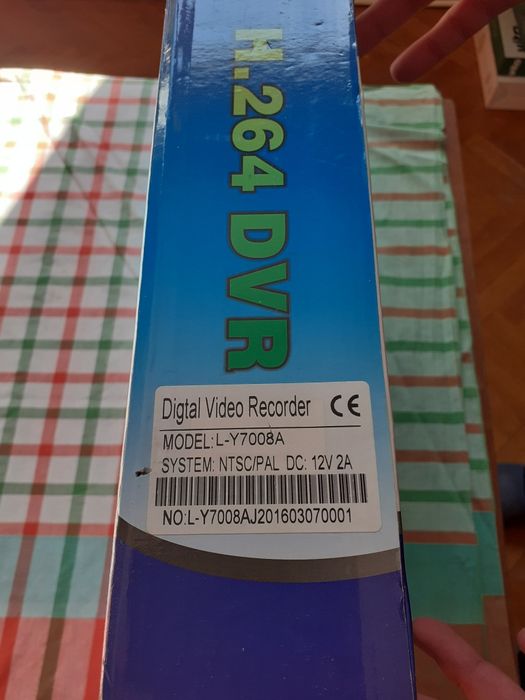 H.264 DVR
Digtal Video Recorder CE
MODEL:L-Y7008A
SYSTEM: NTSC/PAL DC: 12V 2A
NO:L-Y7008AJ201603070001